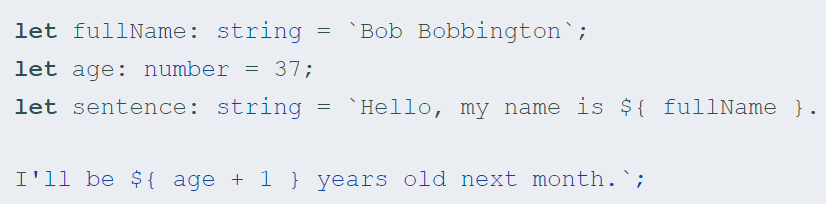 let fullName: string = `Bob Bobbington`;
let age: number = 37;
let sentence: string = `Hello, my name is ${ fullName }.
I'll be ${ age + 1 } years old next month.`;